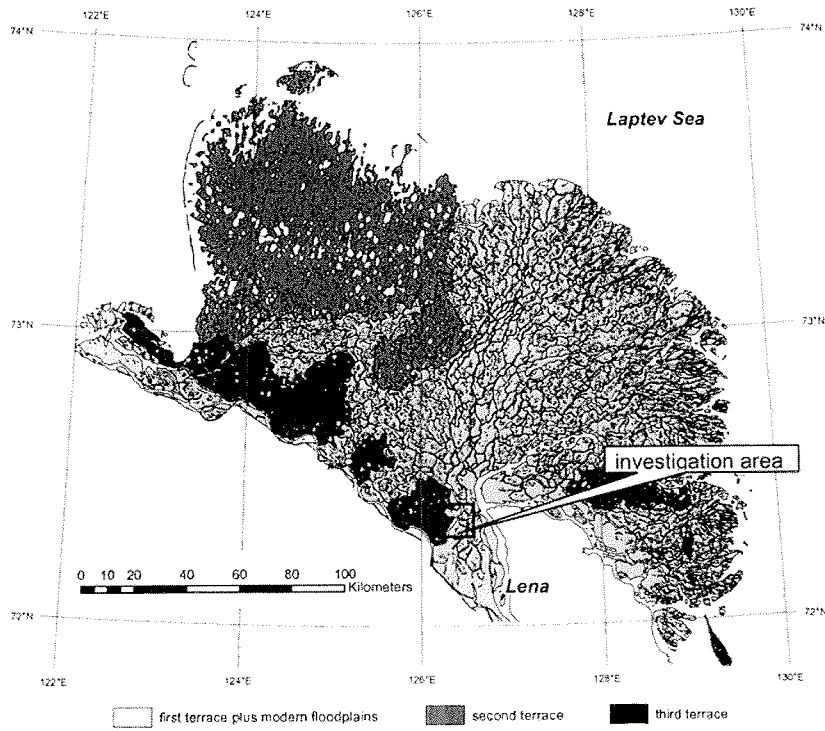 122°E 124°E 126°E 128°E 130°E
74°N 74°N
Laptev Sea
73°N 73°N
investigation area
0 10 20 40 60 80 100
Kilometers
Lena
72°N 72°N
122°E 124°E 126°E 128°E 130°E
first terrace plus modern floodplains second terrace third terrace